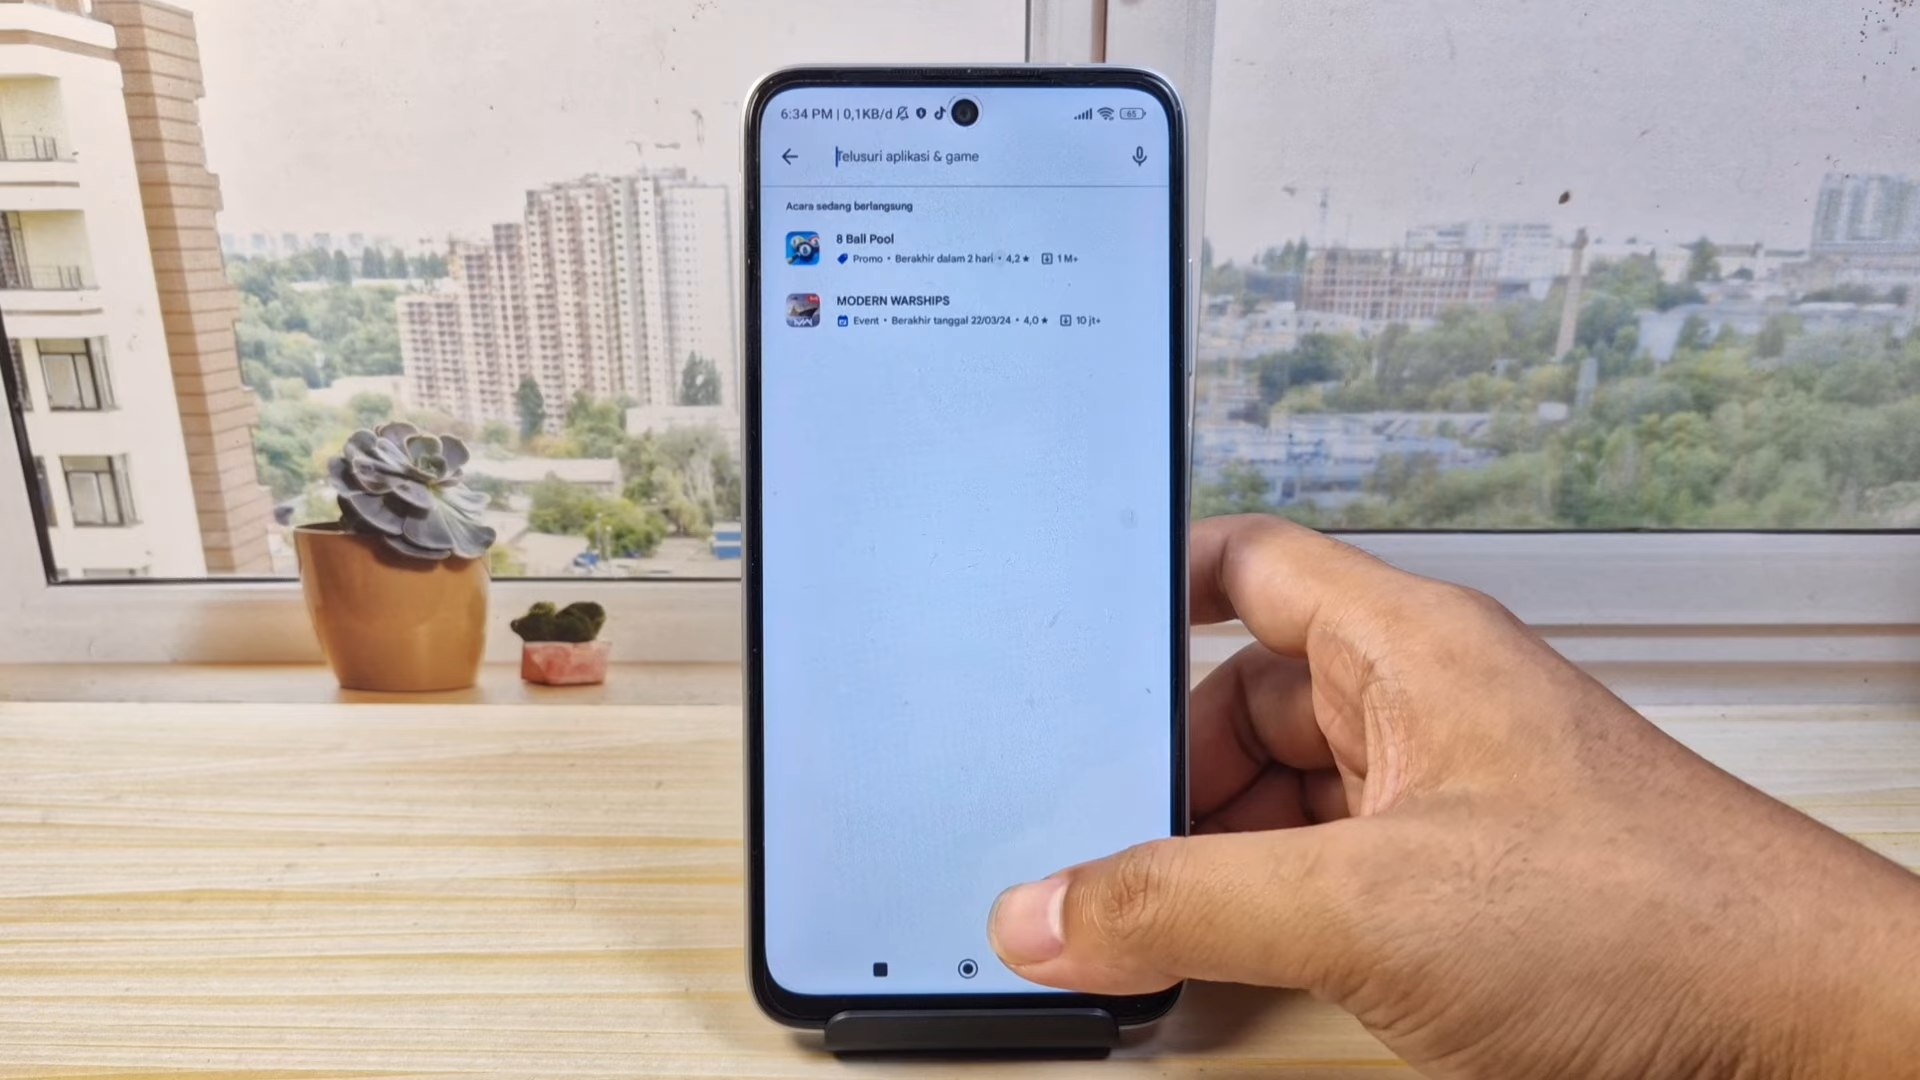 6:34 PM | 0,1KB/d
65
Telusuri aplikasi & game
Acara sedang berlangsung
8 Ball Pool
Promo • Berakhir dalam 2 hari • 4,2 ★ 1 M+
MODERN WARSHIPS
Event • Berakhir tanggal 22/03/24 • 4,0 ★ 10 jt+